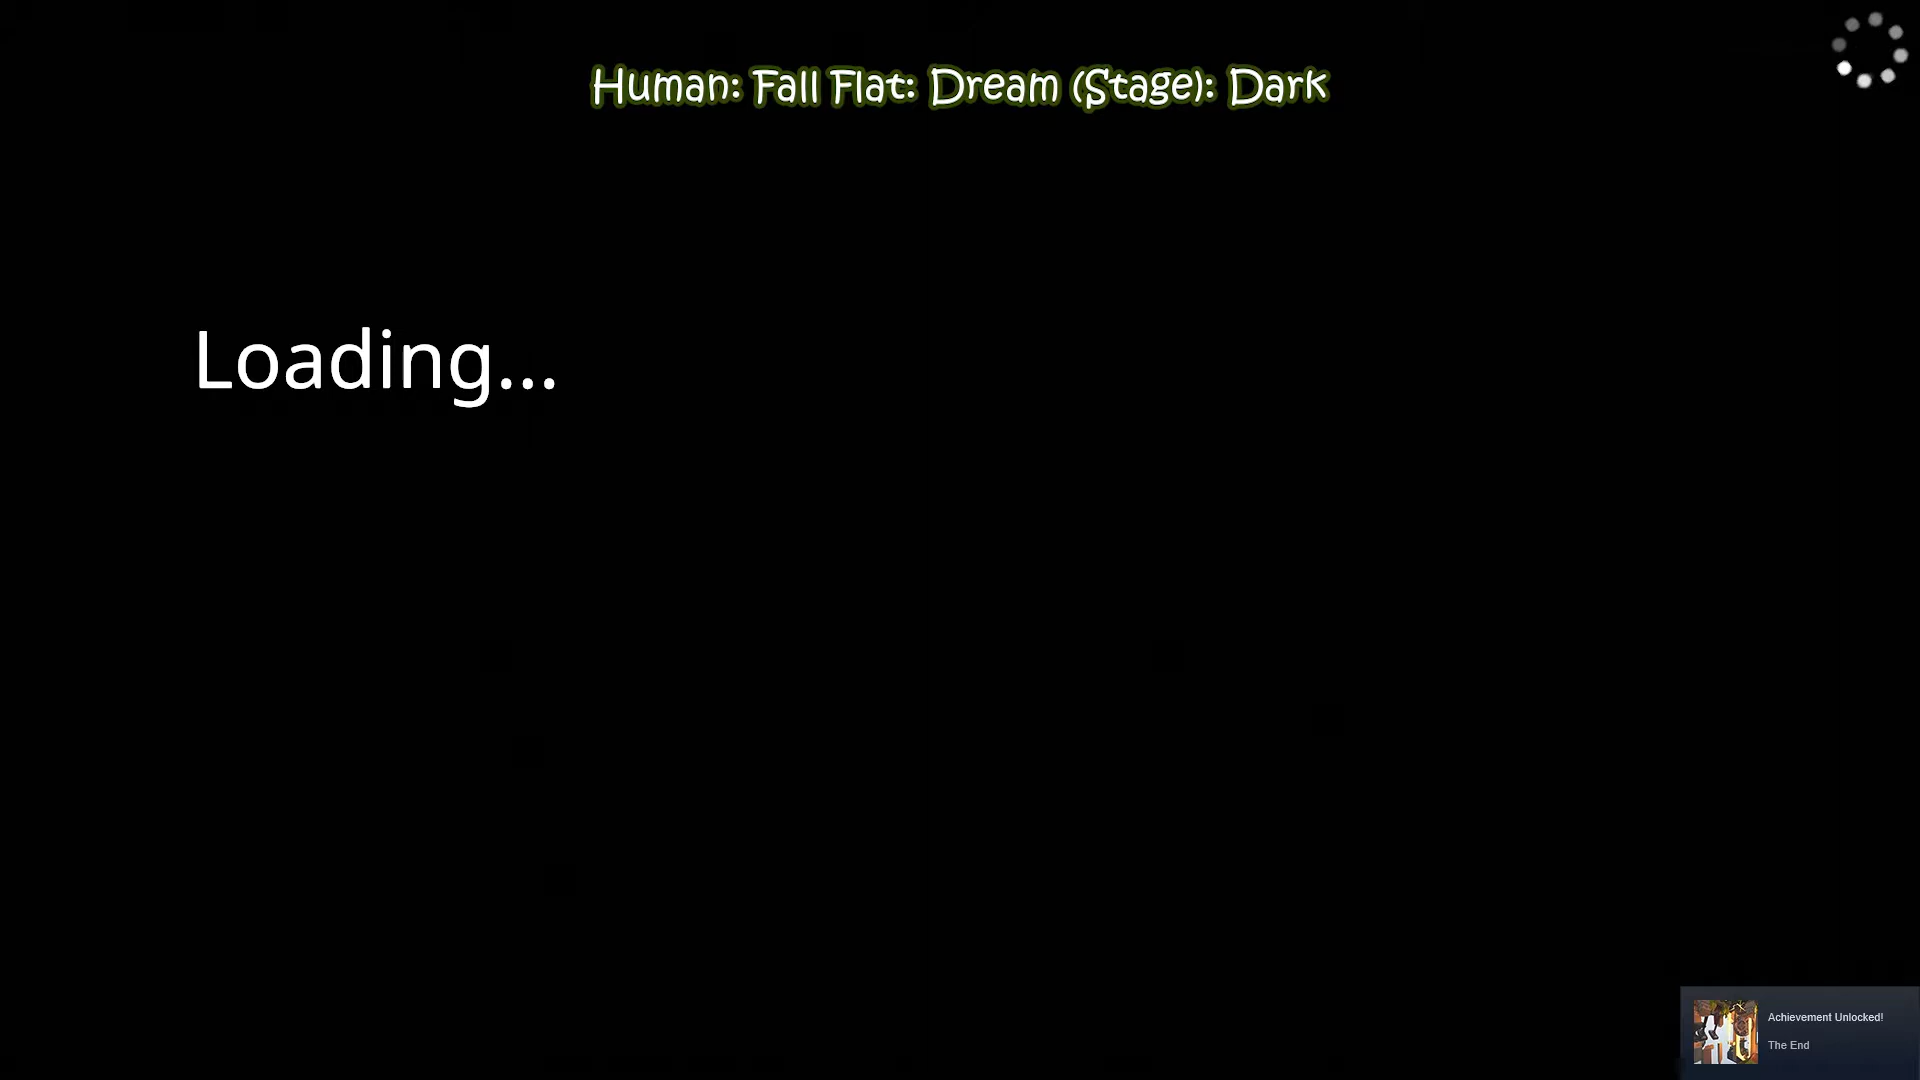 Human: Fall Flat: Dream (Stage): Dark
Loading...
Achievement Unlocked!
The End